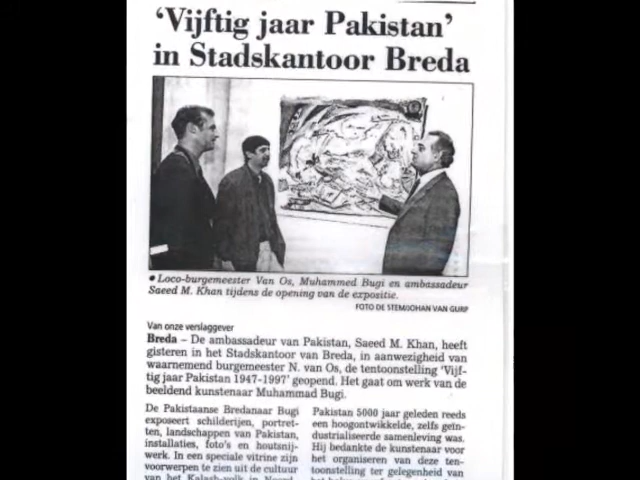 ‘Vijftig jaar Pakistan’
in Stadskantoor Breda
● Loco-burgemeester Van Os, Muhammed Bugi en ambassadeur
Saeed M. Khan tijdens de opening van de expositie.
FOTO DE STEM/JOHAN VAN GURP
Van onze verslaggever
Breda – De ambassadeur van Pakistan, Saeed M. Khan, heeft
gisteren in het Stadskantoor van Breda, in aanwezigheid van
waarnemend burgemeester N. van Os, de tentoonstelling ‘Vijf-
tig jaar Pakistan 1947-1997’ geopend. Het gaat om werk van de
beeldend kunstenaar Muhammad Bugi.
De Pakistaanse Bredanaar Bugi
exposeert schilderijen, portret-
ten, landschappen van Pakistan,
installaties, foto's en houtsnij-
werk. In een speciale vitrine zijn
voorwerpen te zien uit de cultuur
van het Kalash-volk in Noord-
Pakistan 5000 jaar geleden reeds
een hoogontwikkelde, zelfs geïn-
dustrialiseerde samenleving was.
Hij bedankte de kunstenaar voor
het organiseren van deze ten-
toonstelling ter gelegenheid van